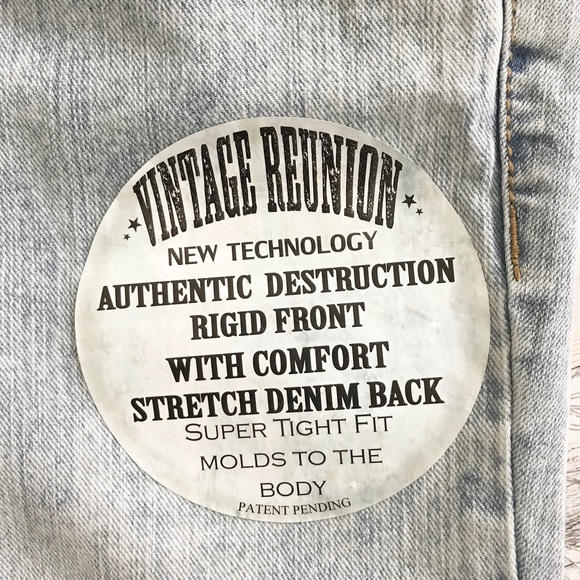 VINTAGE REUNION
NEW TECHNOLOGY
AUTHENTIC DESTRUCTION
RIGID FRONT
WITH COMFORT
STRETCH DENIM BACK
SUPER TIGHT FIT
MOLDS TO THE
BODY
PATENT PENDING